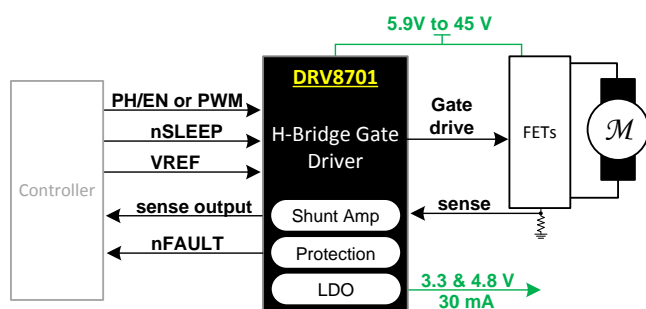 5.9V to 45 V
DRV8701
H-Bridge Gate
Driver
Controller
PH/EN or PWM
nSLEEP
VREF
sense output
nFAULT
Shunt Amp
Protection
LDO
Gate
drive
sense
FETs
M
3.3 & 4.8 V
30 mA